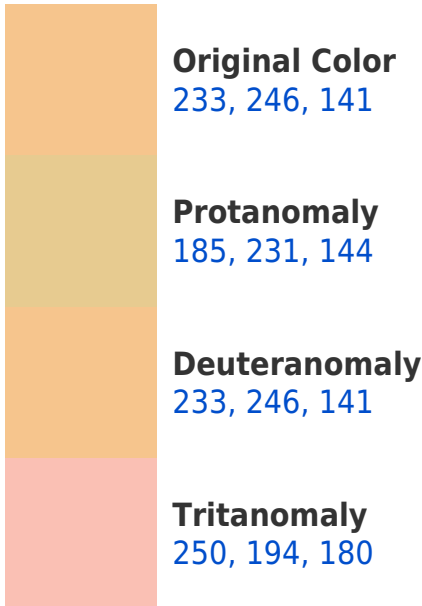 Original Color
233, 246, 141
Protanomaly
185, 231, 144
Deuteranomaly
233, 246, 141
Tritanomaly
250, 194, 180